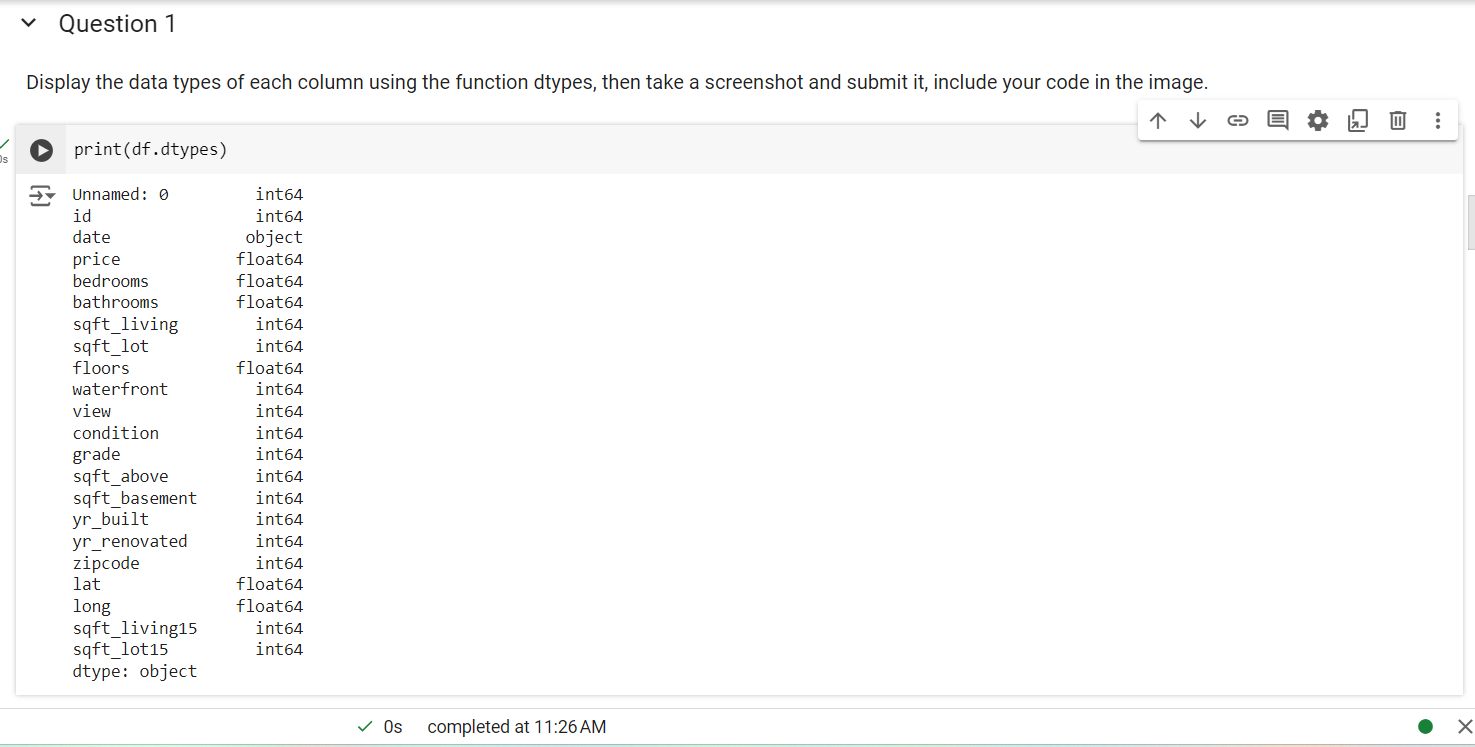 Question 1
Display the data types of each column using the function dtypes, then take a screenshot and submit it, include your code in the image.
print(df.dtypes)
0s
Unnamed: 0 int64
id int64
date object
price float64
bedrooms float64
bathrooms float64
sqft_living int64
sqft_lot int64
floors float64
waterfront int64
view int64
condition int64
grade int64
sqft_above int64
sqft_basement int64
yr_built int64
yr_renovated int64
zipcode int64
lat float64
long float64
sqft_living15 int64
sqft_lot15 int64
dtype: object
0s completed at 11:26 AM